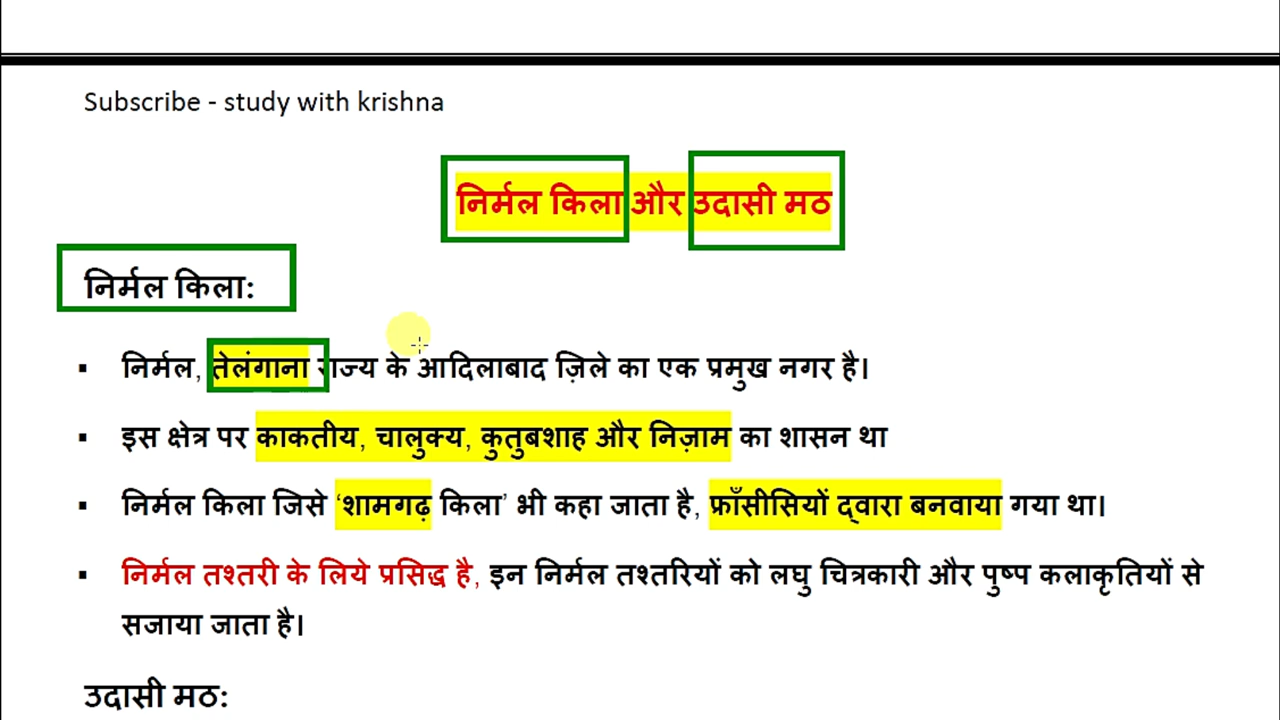 Subscribe - study with krishna
निर्मल किला और उदासी मठ
निर्मल किला:
▪ निर्मल, तेलंगाना राज्य के आदिलाबाद ज़िले का एक प्रमुख नगर है।
▪ इस क्षेत्र पर काकतीय, चालुक्य, कुतुबशाह और निज़ाम का शासन था
▪ निर्मल किला जिसे ‘शामगढ़ किला’ भी कहा जाता है, फ्राँसीसियों द्वारा बनवाया गया था।
▪ निर्मल तश्तरी के लिये प्रसिद्ध है, इन निर्मल तश्तरियों को लघु चित्रकारी और पुष्प कलाकृतियों से
सजाया जाता है।
उदासी मठ: